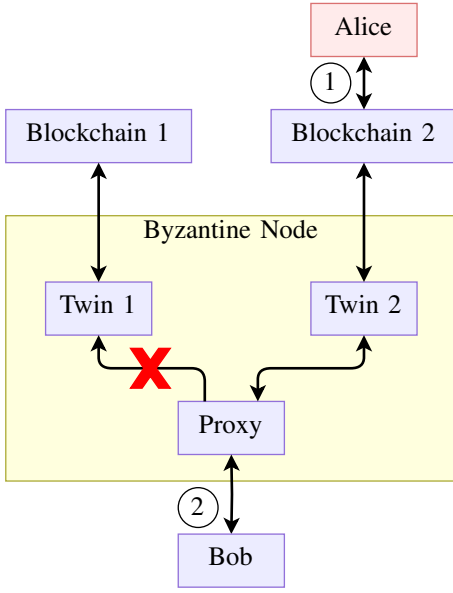 Alice
1
Blockchain 1
Blockchain 2
Byzantine Node
Twin 1
Twin 2
Proxy
2
Bob